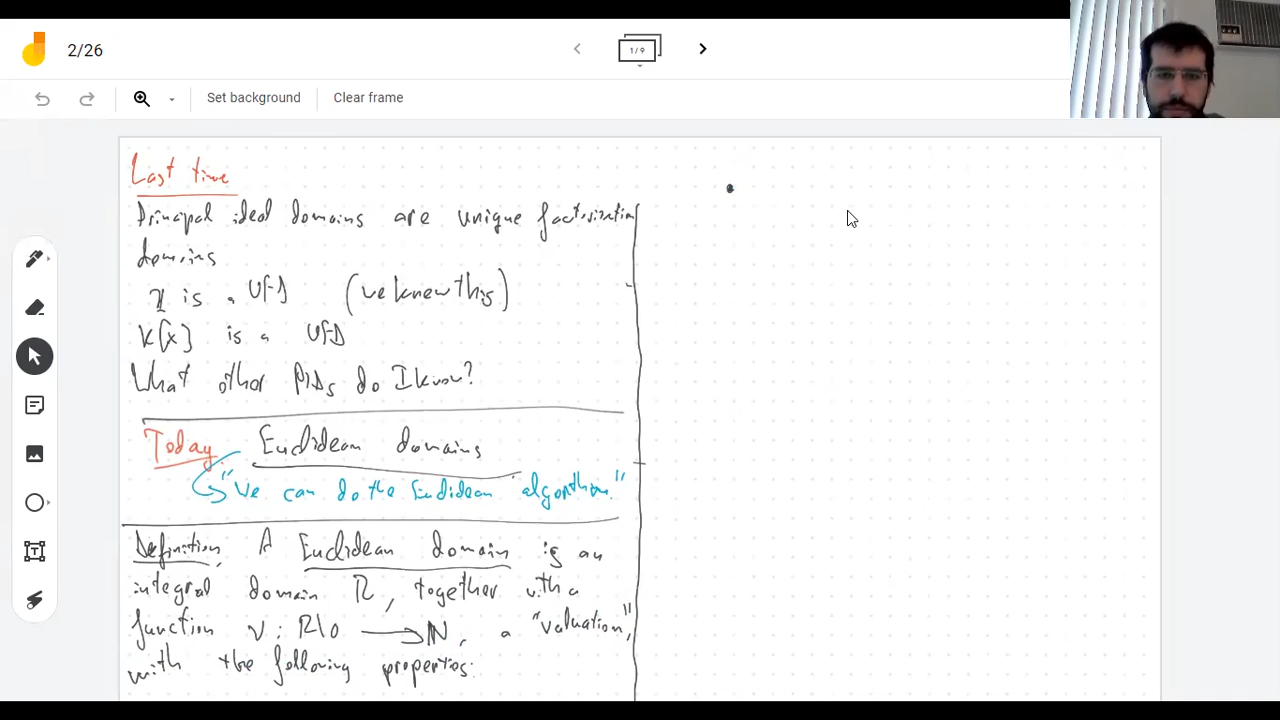 2/26
1/9
Set background
Clear frame
Last time
Principal ideal domains are unique factorization
domains
ℤ is a UFD (we knew this)
K[x] is a UFD
What other PIDs do I know?
Today. Euclidean domains
"We can do the Euclidean algorithm."
Definition. A Euclidean domain is an
integral domain R, together with a
function v: R\0 → ℕ, a "valuation",
with the following properties: